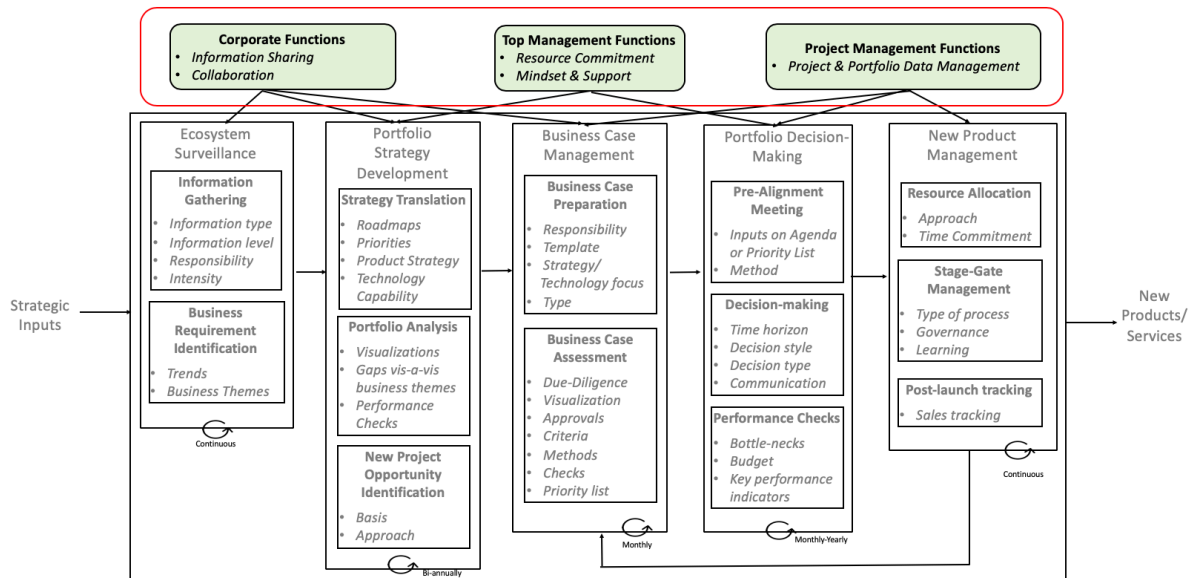 Corporate Functions
• Information Sharing
• Collaboration
Top Management Functions
• Resource Commitment
• Mindset & Support
Project Management Functions
• Project & Portfolio Data Management
Strategic
Inputs
Ecosystem
Surveillance
Information
Gathering
• Information type
• Information level
• Responsibility
• Intensity
Business
Requirement
Identification
• Trends
• Business Themes
Continuous
Portfolio
Strategy
Development
Strategy Translation
• Roadmaps
• Priorities
• Product Strategy
• Technology
Capability
Portfolio Analysis
• Visualizations
• Gaps vis-a-vis
business themes
• Performance
Checks
New Project
Opportunity
Identification
• Basis
• Approach
Bi-annually
Business Case
Management
Business Case
Preparation
• Responsibility
• Template
• Strategy/
Technology focus
• Type
Business Case
Assessment
• Due-Diligence
• Visualization
• Approvals
• Criteria
• Methods
• Checks
• Priority list
Monthly
Portfolio Decision-
Making
Pre-Alignment
Meeting
• Inputs on Agenda
or Priority List
• Method
Decision-making
• Time horizon
• Decision style
• Decision type
• Communication
Performance Checks
• Bottle-necks
• Budget
• Key performance
indicators
Monthly-Yearly
New Product
Management
Resource Allocation
• Approach
• Time Commitment
Stage-Gate
Management
• Type of process
• Governance
• Learning
Post-launch tracking
• Sales tracking
Continuous
New
Products/
Services